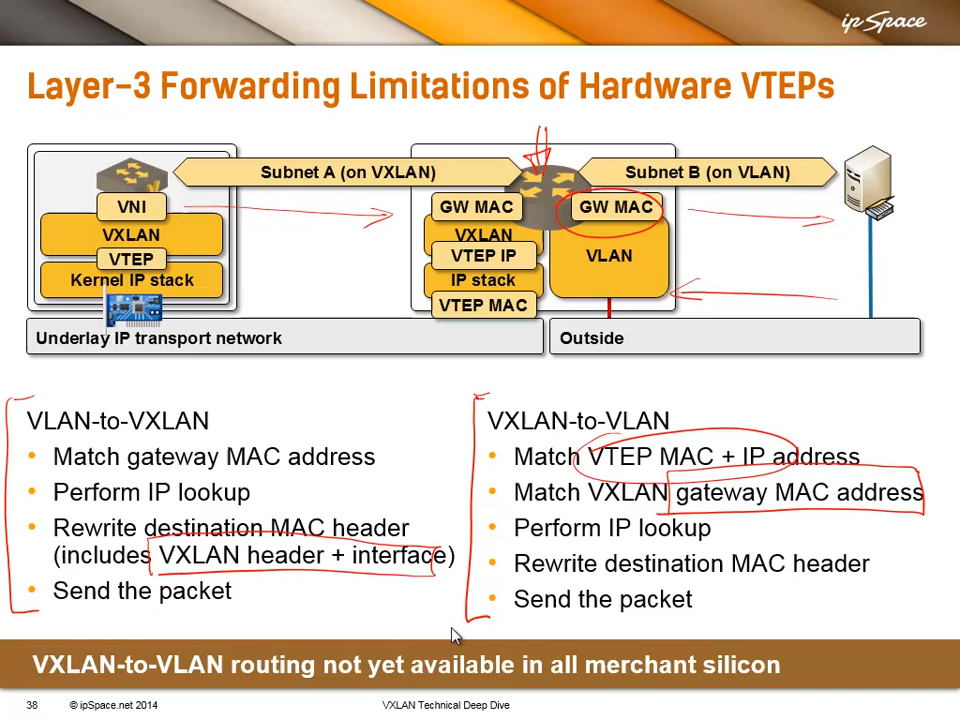 ipSpace
Layer-3 Forwarding Limitations of Hardware VTEPs
Subnet A (on VXLAN)
Subnet B (on VLAN)
VNI
GW MAC
GW MAC
VXLAN
VXLAN
VTEP
VTEP IP
VLAN
Kernel IP stack
IP stack
VTEP MAC
Underlay IP transport network
Outside
VLAN-to-VXLAN
• Match gateway MAC address
• Perform IP lookup
• Rewrite destination MAC header
(includes VXLAN header + interface)
• Send the packet
VXLAN-to-VLAN
• Match VTEP MAC + IP address
• Match VXLAN gateway MAC address
• Perform IP lookup
• Rewrite destination MAC header
• Send the packet
VXLAN-to-VLAN routing not yet available in all merchant silicon
38 © ipSpace.net 2014 VXLAN Technical Deep Dive